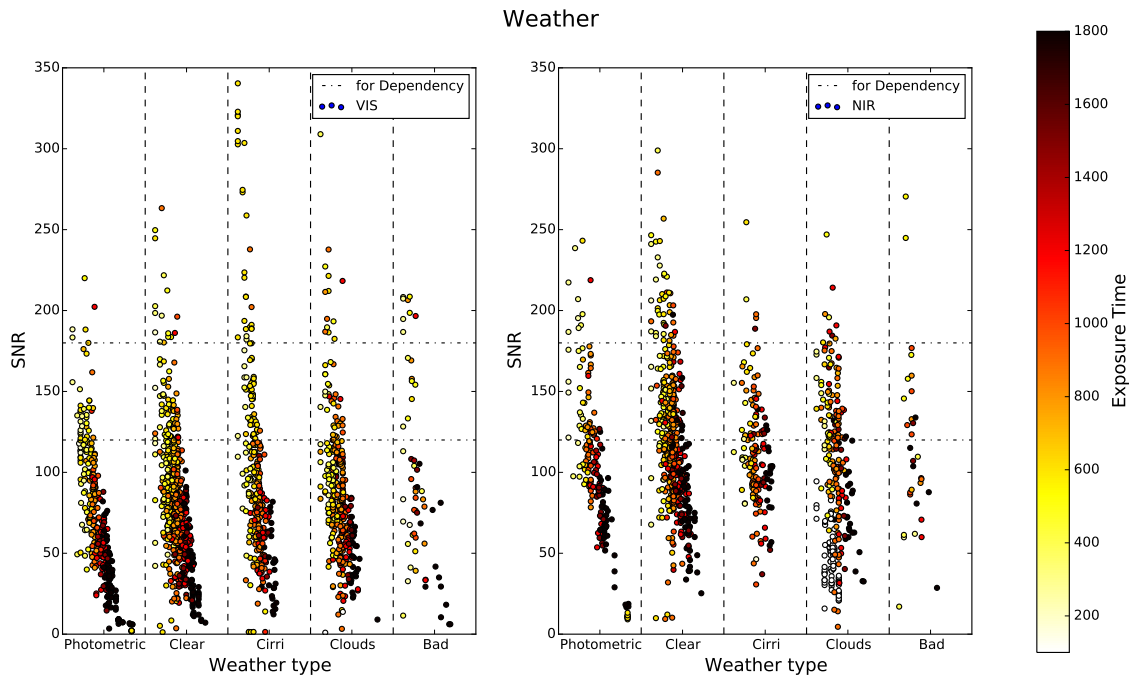 Weather
350
300
250
200
150
100
50
0
SNR
for Dependency
VIS
Photometric Clear Cirri Clouds Bad
Weather type
350
300
250
200
150
100
50
0
SNR
for Dependency
NIR
Photometric Clear Cirri Clouds Bad
Weather type
1800
1600
1400
1200
1000
800
600
400
200
Exposure Time